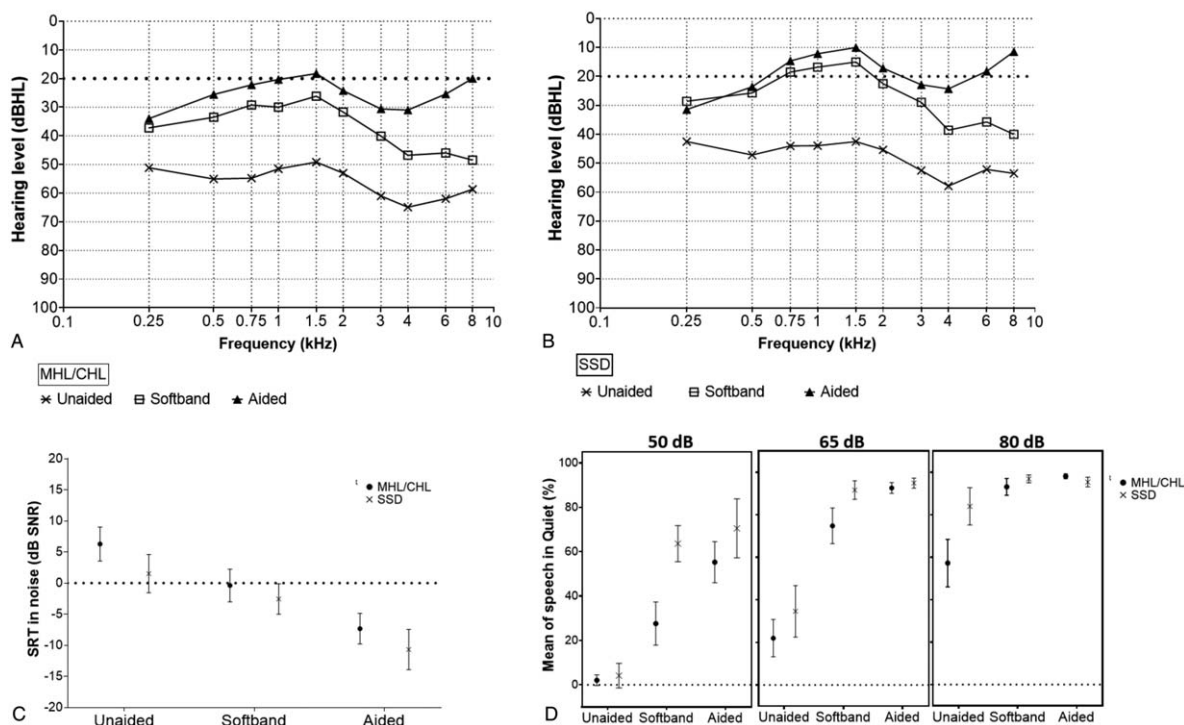 0
10
20
30
40
50
60
70
80
90
100
Hearing level (dBHL)
0.1 0.25 0.5 0.75 1 1.5 2 3 4 6 8 10
Frequency (kHz)
A
MHL/CHL
Unaided Softband Aided
0
10
20
30
40
50
60
70
80
90
100
Hearing level (dBHL)
0.1 0.25 0.5 0.75 1 1.5 2 3 4 6 8 10
Frequency (kHz)
B
SSD
Unaided Softband Aided
20
15
10
5
0
-5
-10
-15
-20
SRT in noise (dB SNR)
MHL/CHL
SSD
Unaided Softband Aided
C
50 dB 65 dB 80 dB
100
80
60
40
20
0
Mean of speech in Quiet (%)
MHL/CHL
SSD
Unaided Softband Aided Unaided Softband Aided Unaided Softband Aided
D